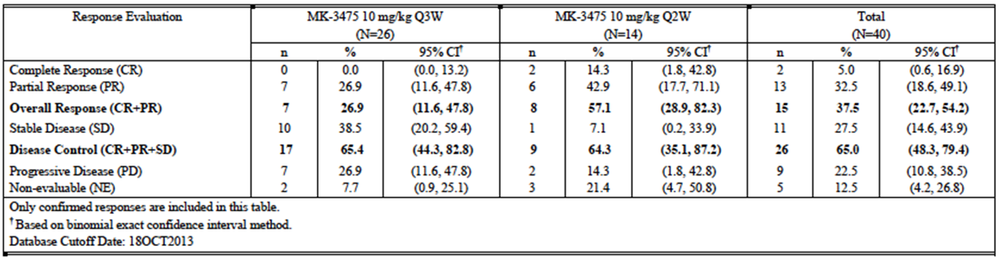 Response Evaluation MK-3475 10 mg/kg Q3W MK-3475 10 mg/kg Q2W Total
(N=26) (N=14) (N=40)
n % 95% CI† n % 95% CI† n % 95% CI†
Complete Response (CR) 0 0.0 (0.0, 13.2) 2 14.3 (1.8, 42.8) 2 5.0 (0.6, 16.9)
Partial Response (PR) 7 26.9 (11.6, 47.8) 6 42.9 (17.7, 71.1) 13 32.5 (18.6, 49.1)
Overall Response (CR+PR) 7 26.9 (11.6, 47.8) 8 57.1 (28.9, 82.3) 15 37.5 (22.7, 54.2)
Stable Disease (SD) 10 38.5 (20.2, 59.4) 1 7.1 (0.2, 33.9) 11 27.5 (14.6, 43.9)
Disease Control (CR+PR+SD) 17 65.4 (44.3, 82.8) 9 64.3 (35.1, 87.2) 26 65.0 (48.3, 79.4)
Progressive Disease (PD) 7 26.9 (11.6, 47.8) 2 14.3 (1.8, 42.8) 9 22.5 (10.8, 38.5)
Non-evaluable (NE) 2 7.7 (0.9, 25.1) 3 21.4 (4.7, 50.8) 5 12.5 (4.2, 26.8)
Only confirmed responses are included in this table.
† Based on binomial exact confidence interval method.
Database Cutoff Date: 18OCT2013